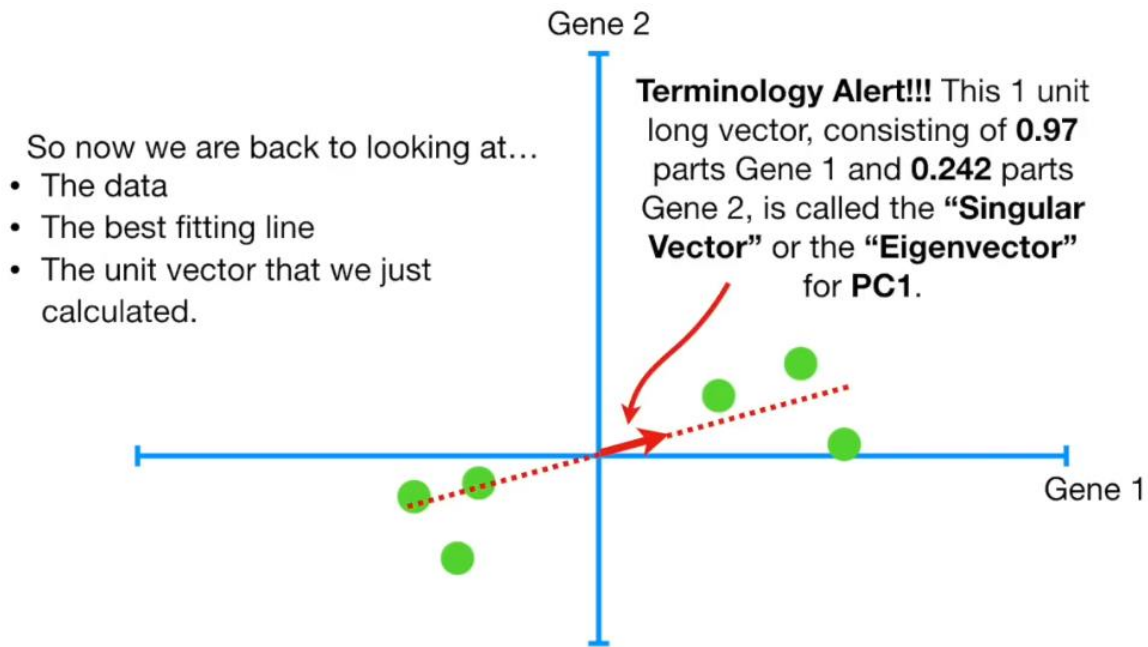 Gene 2
So now we are back to looking at…
• The data
• The best fitting line
• The unit vector that we just
calculated.
Terminology Alert!!! This 1 unit
long vector, consisting of 0.97
parts Gene 1 and 0.242 parts
Gene 2, is called the “Singular
Vector” or the “Eigenvector”
for PC1.
Gene 1